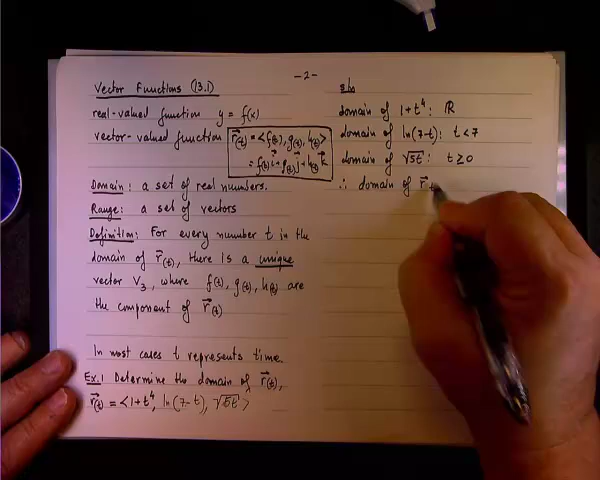 -2-
Vector Functions (13.1)
real-valued function y = f(x)
vector-valued function r⃗(t) = <f(t), g(t), h(t)>
= f(t) i⃗ + g(t) j⃗ + h(t) k⃗
Domain: a set of real numbers.
Range: a set of vectors
Definition: For every number t in the
domain of r⃗(t), there is a unique
vector V₃, where f(t), g(t), h(t) are
the component of r⃗(t)
In most cases t represents time.
Ex.1 Determine the domain of r⃗(t),
r⃗(t) = <1+t⁴, ln(7-t), √5t>
domain of 1+t⁴: ℝ
domain of ln(7-t): t<7
domain of √5t: t ≥ 0
∴ domain of r⃗(t)